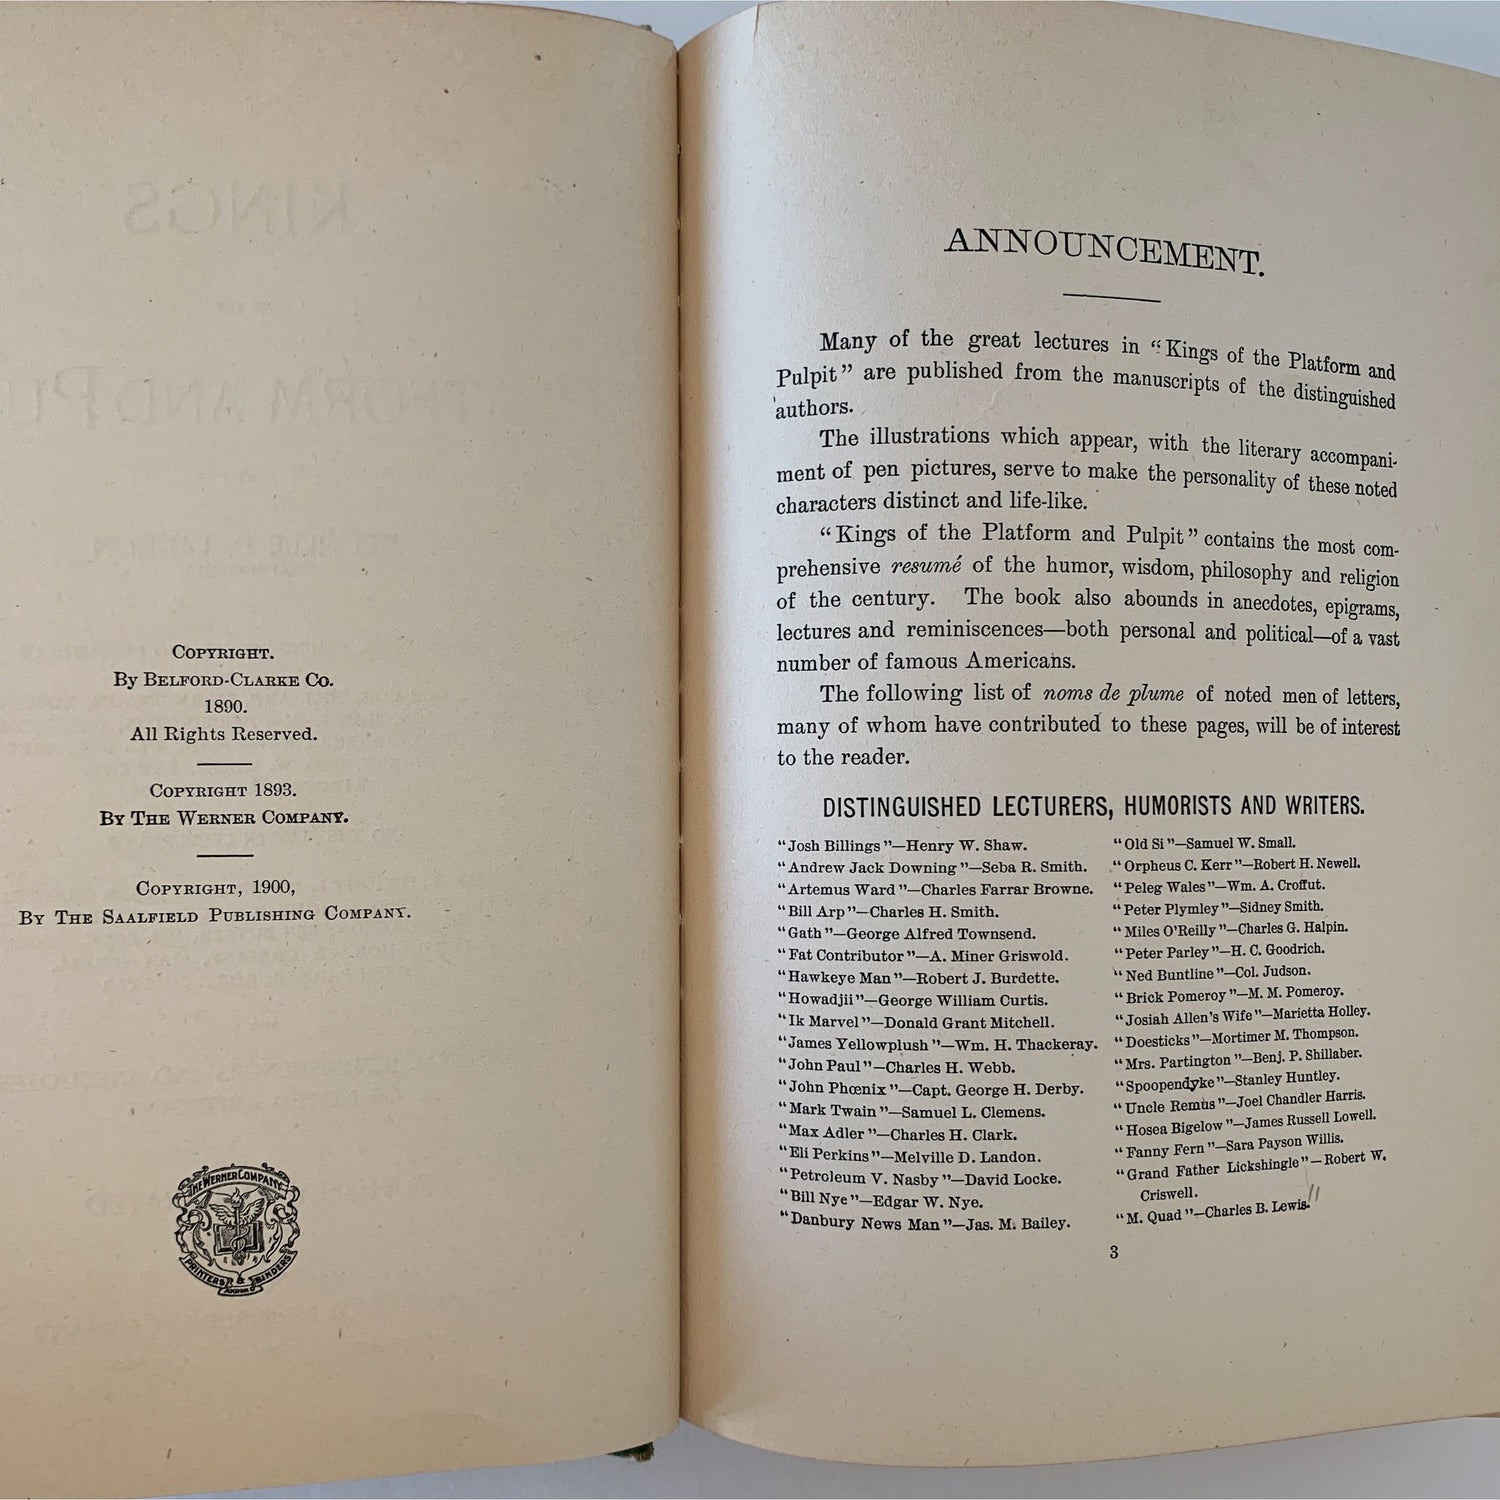 COPYRIGHT.
By BELFORD-CLARKE CO.
1890.
All Rights Reserved.
COPYRIGHT 1893.
BY THE WERNER COMPANY.
COPYRIGHT, 1900,
BY THE SAALFIELD PUBLISHING COMPANY.
THE WERNER COMPANY
PRINTERS & BINDERS
AKRON O
ANNOUNCEMENT.
Many of the great lectures in "Kings of the Platform and
Pulpit" are published from the manuscripts of the distinguished
authors.
The illustrations which appear, with the literary accompani-
ment of pen pictures, serve to make the personality of these noted
characters distinct and life-like.
"Kings of the Platform and Pulpit" contains the most com-
prehensive resumé of the humor, wisdom, philosophy and religion
of the century. The book also abounds in anecdotes, epigrams,
lectures and reminiscences—both personal and political—of a vast
number of famous Americans.
The following list of noms de plume of noted men of letters,
many of whom have contributed to these pages, will be of interest
to the reader.
DISTINGUISHED LECTURERS, HUMORISTS AND WRITERS.
"Josh Billings"—Henry W. Shaw.
"Andrew Jack Downing"—Seba R. Smith.
"Artemus Ward"—Charles Farrar Browne.
"Bill Arp"—Charles H. Smith.
"Gath"—George Alfred Townsend.
"Fat Contributor"—A. Miner Griswold.
"Hawkeye Man"—Robert J. Burdette.
"Howadjii"—George William Curtis.
"Ik Marvel"—Donald Grant Mitchell.
"James Yellowplush"—Wm. H. Thackeray.
"John Paul"—Charles H. Webb.
"John Phœnix"—Capt. George H. Derby.
"Mark Twain"—Samuel L. Clemens.
"Max Adler"—Charles H. Clark.
"Eli Perkins"—Melville D. Landon.
"Petroleum V. Nasby"—David Locke.
"Bill Nye"—Edgar W. Nye.
"Danbury News Man"—Jas. M. Bailey.
"Old Si"—Samuel W. Small.
"Orpheus C. Kerr"—Robert H. Newell.
"Peleg Wales"—Wm. A. Croffut.
"Peter Plymley"—Sidney Smith.
"Miles O'Reilly"—Charles G. Halpin.
"Peter Parley"—H. C. Goodrich.
"Ned Buntline"—Col. Judson.
"Brick Pomeroy"—M. M. Pomeroy.
"Josiah Allen's Wife"—Marietta Holley.
"Doesticks"—Mortimer M. Thompson.
"Mrs. Partington"—Benj. P. Shillaber.
"Spoopendyke"—Stanley Huntley.
"Uncle Remus"—Joel Chandler Harris.
"Hosea Bigelow"—James Russell Lowell.
"Fanny Fern"—Sara Payson Willis.
"Grand Father Lickshingle"—Robert W.
Criswell.
"M. Quad"—Charles B. Lewis.
3